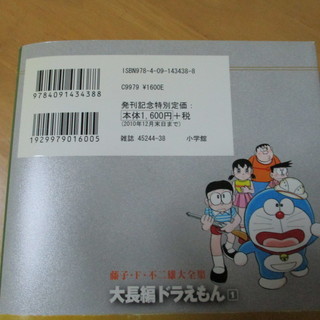 ISBN978-4-09-143438-8
C9979 ¥1600E
9784091434388
発刊記念特別定価：
本体1,600円+税
(2010年12月末日まで)
1929979016005
雑誌 45244-38 小学館
藤子・F・不二雄大全集
大長編ドラえもん 1